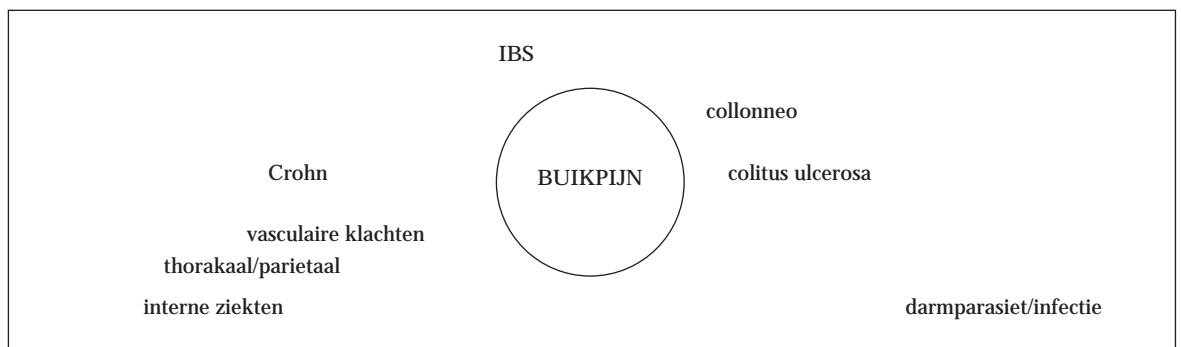 IBS
collonneo
Crohn
BUIKPIJN
colitus ulcerosa
vasculaire klachten
thorakaal/parietaal
interne ziekten
darmparasiet/infectie